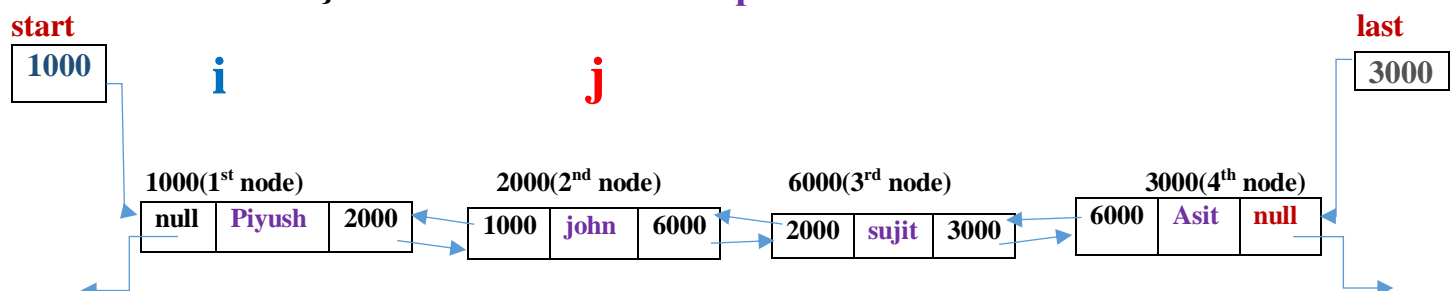 start
last
1000
i
j
3000
1000(1st node)
2000(2nd node)
6000(3rd node)
3000(4th node)
null Piyush 2000
1000 john 6000
2000 sujit 3000
6000 Asit null